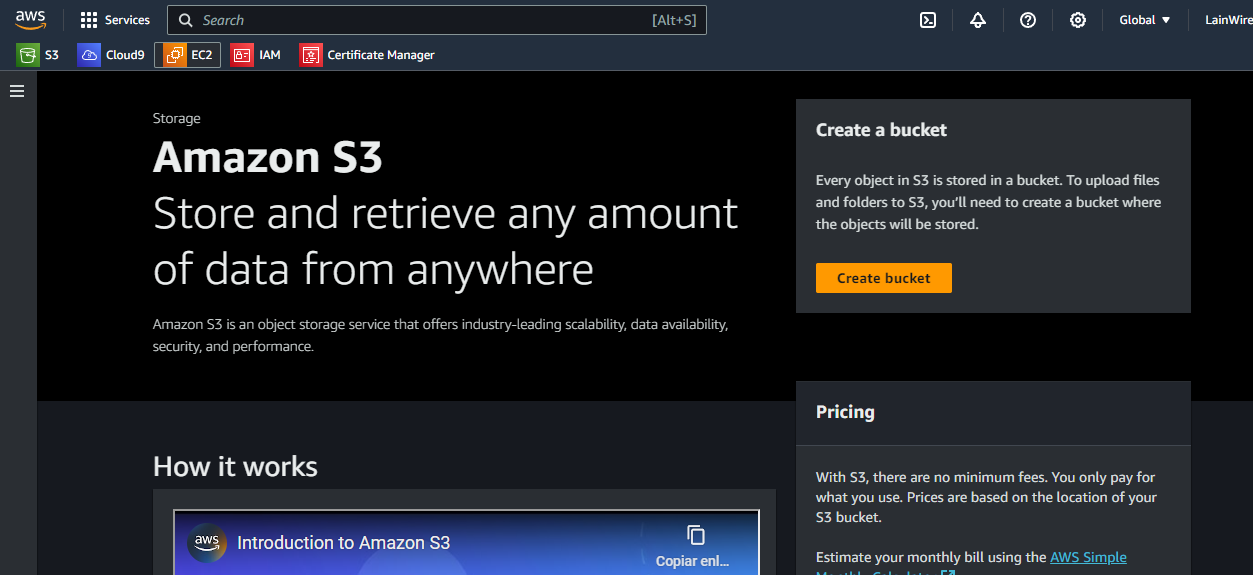 aws
Services
Search
[Alt+S]
Global
LainWire
S3
Cloud9
EC2
IAM
Certificate Manager
Storage
Amazon S3
Store and retrieve any amount
of data from anywhere
Amazon S3 is an object storage service that offers industry-leading scalability, data availability,
security, and performance.
Create a bucket
Every object in S3 is stored in a bucket. To upload files
and folders to S3, you'll need to create a bucket where
the objects will be stored.
Create bucket
How it works
aws
Introduction to Amazon S3
Copiar enl...
Pricing
With S3, there are no minimum fees. You only pay for
what you use. Prices are based on the location of your
S3 bucket.
Estimate your monthly bill using the AWS Simple
Monthly Calculator